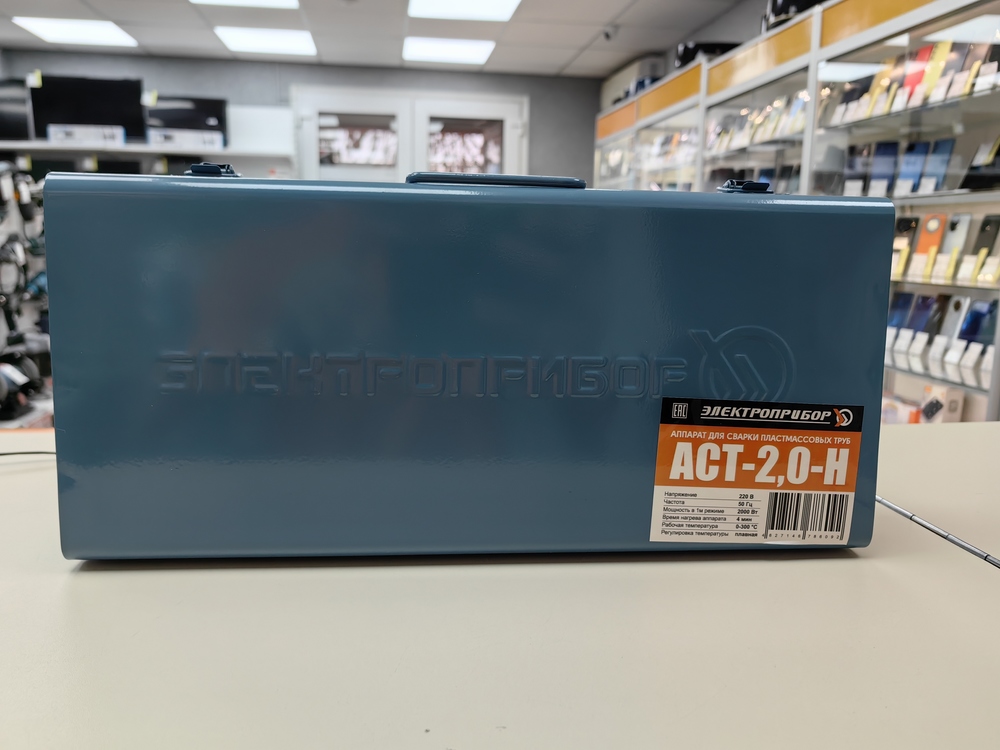 ЭЛЕКТРОПРИБОР
EAC ЭЛЕКТРОПРИБОР
АППАРАТ ДЛЯ СВАРКИ ПЛАСТМАССОВЫХ ТРУБ
АСТ-2,0-Н
Напряжение 220 В
Частота 50 Гц
Мощность в 1м режиме 2000 Вт
Время нагрева аппарата 4 мин
Рабочая температура 0-300 °C
Регулировка температуры плавная